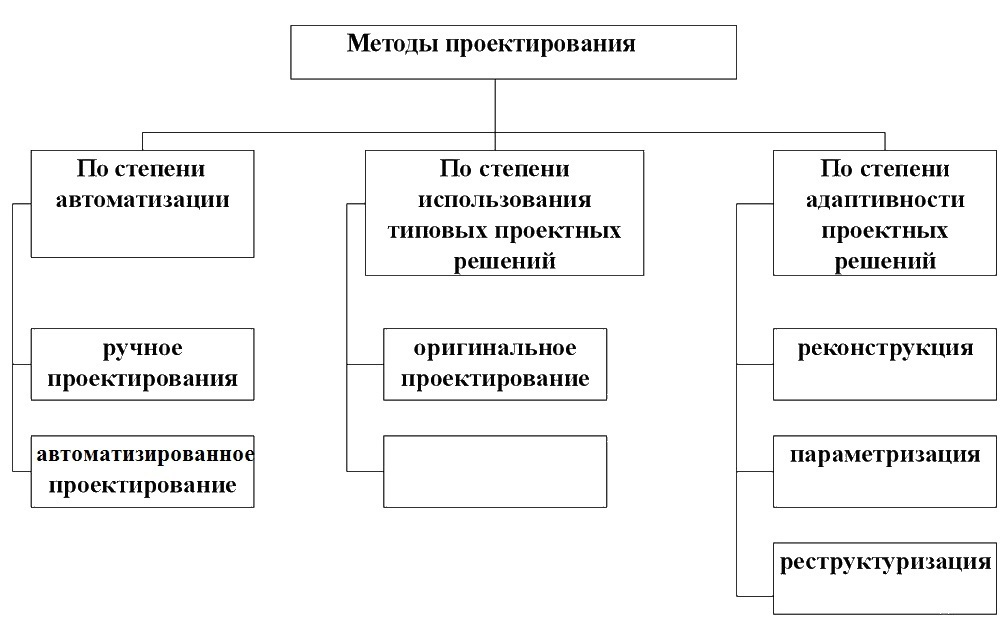 Методы проектирования
По степени
автоматизации
ручное
проектирования
автоматизированное
проектирование
По степени
использования
типовых проектных
решений
оригинальное
проектирование
По степени
адаптивности
проектных
решений
реконструкция
параметризация
реструктуризация